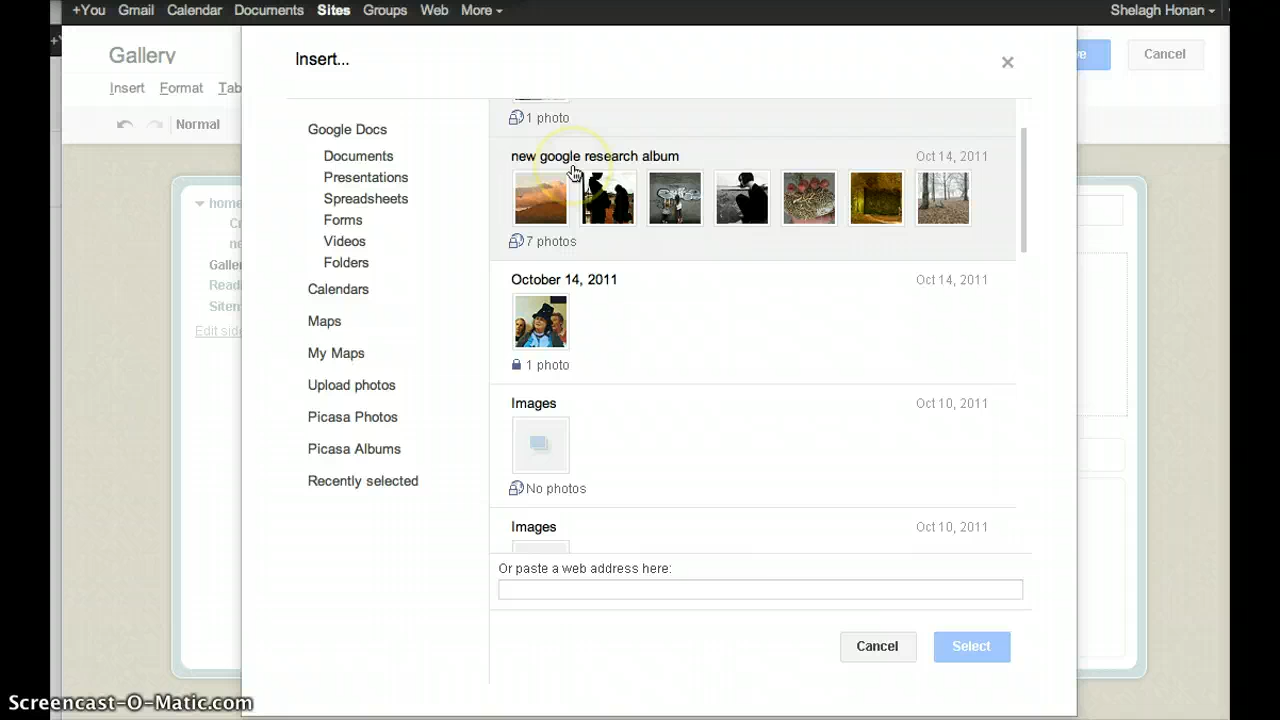 +You Gmail Calendar Documents Sites Groups Web More Shelagh Honan
Gallery
Insert...
Cancel
Insert Format Tab
Normal
Google Docs
Documents
Presentations
Spreadsheets
Forms
Videos
Folders
Calendars
Maps
My Maps
Upload photos
Picasa Photos
Picasa Albums
Recently selected
1 photo
new google research album Oct 14, 2011
7 photos
October 14, 2011 Oct 14, 2011
1 photo
Images Oct 10, 2011
No photos
Images Oct 10, 2011
Or paste a web address here:
Cancel Select
home
Edit
Screencast-O-Matic.com